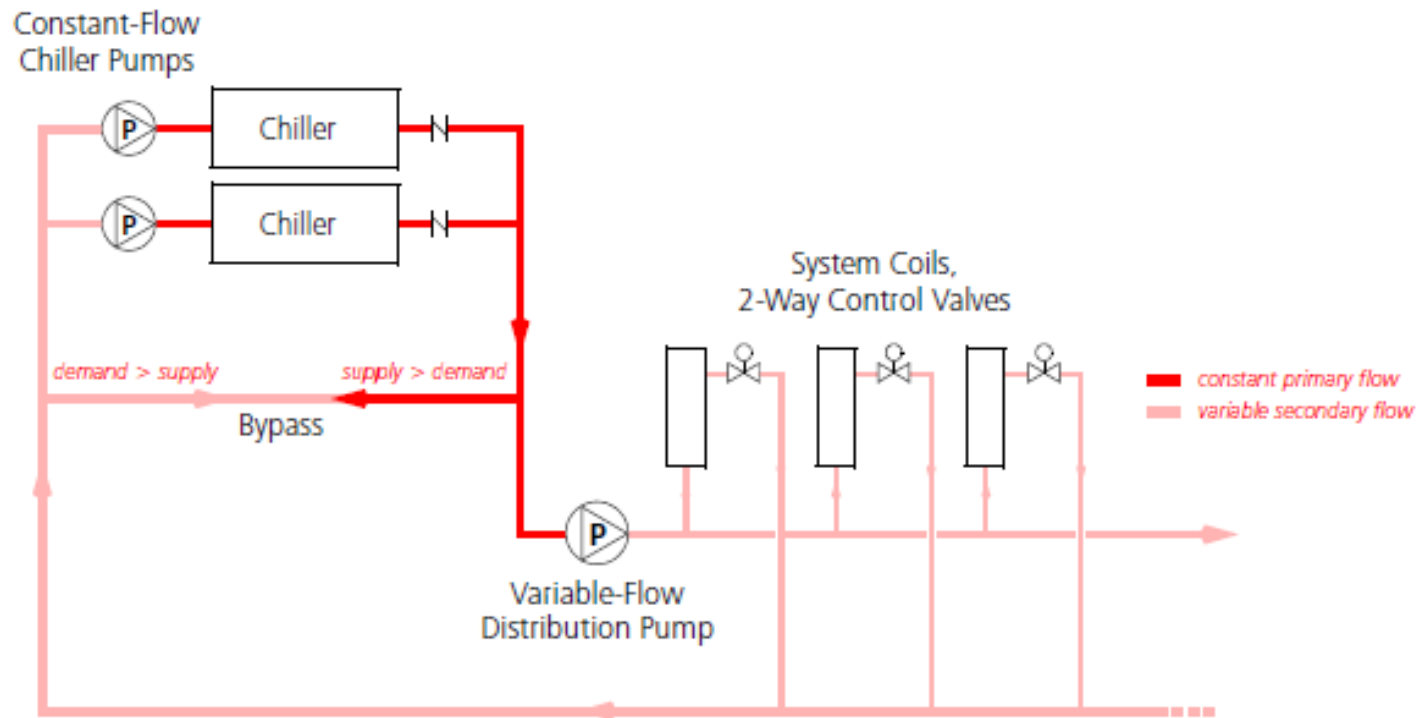 Constant-Flow
Chiller Pumps
P
Chiller
P
Chiller
System Coils,
2-Way Control Valves
demand > supply
supply > demand
constant primary flow
variable secondary flow
Bypass
P
Variable-Flow
Distribution Pump